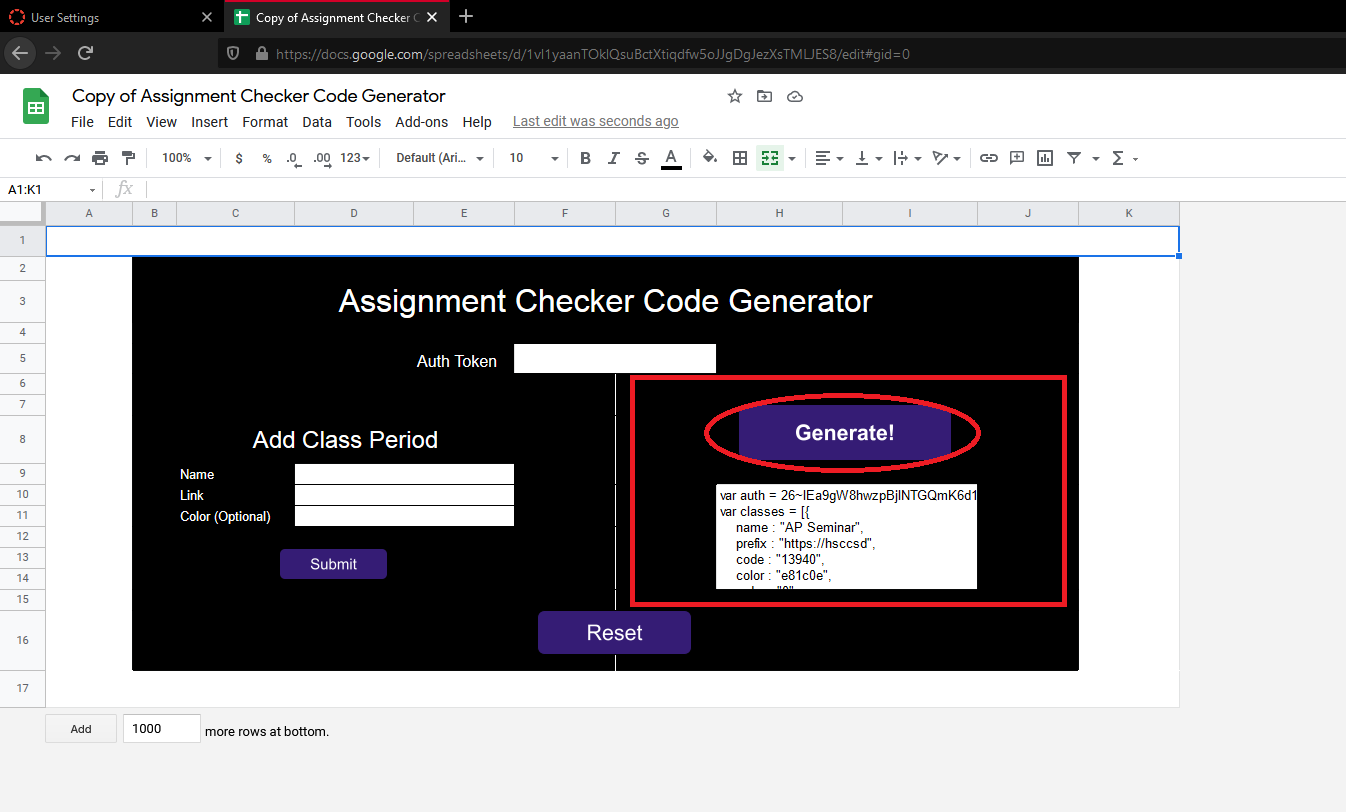 User Settings
Copy of Assignment Checker C
https://docs.google.com/spreadsheets/d/
/edit#gid=0
Copy of Assignment Checker Code Generator
File Edit View Insert Format Data Tools Add-ons Help Last edit was seconds ago
100% $ % .0 .00 123 Default (Ari... 10 B I S A
A1:K1 fx
A B C D E F G H I J K
1
2
3 Assignment Checker Code Generator
4
5 Auth Token
6
7 Generate!
8 Add Class Period
9 Name
10 Link var auth =
11 Color (Optional) var classes = [{
name : "AP Seminar",
12 prefix : "https://hsccsd",
13 Submit code : "13940",
14 color : "e81c0e",
15
16 Reset
17
Add 1000 more rows at bottom.